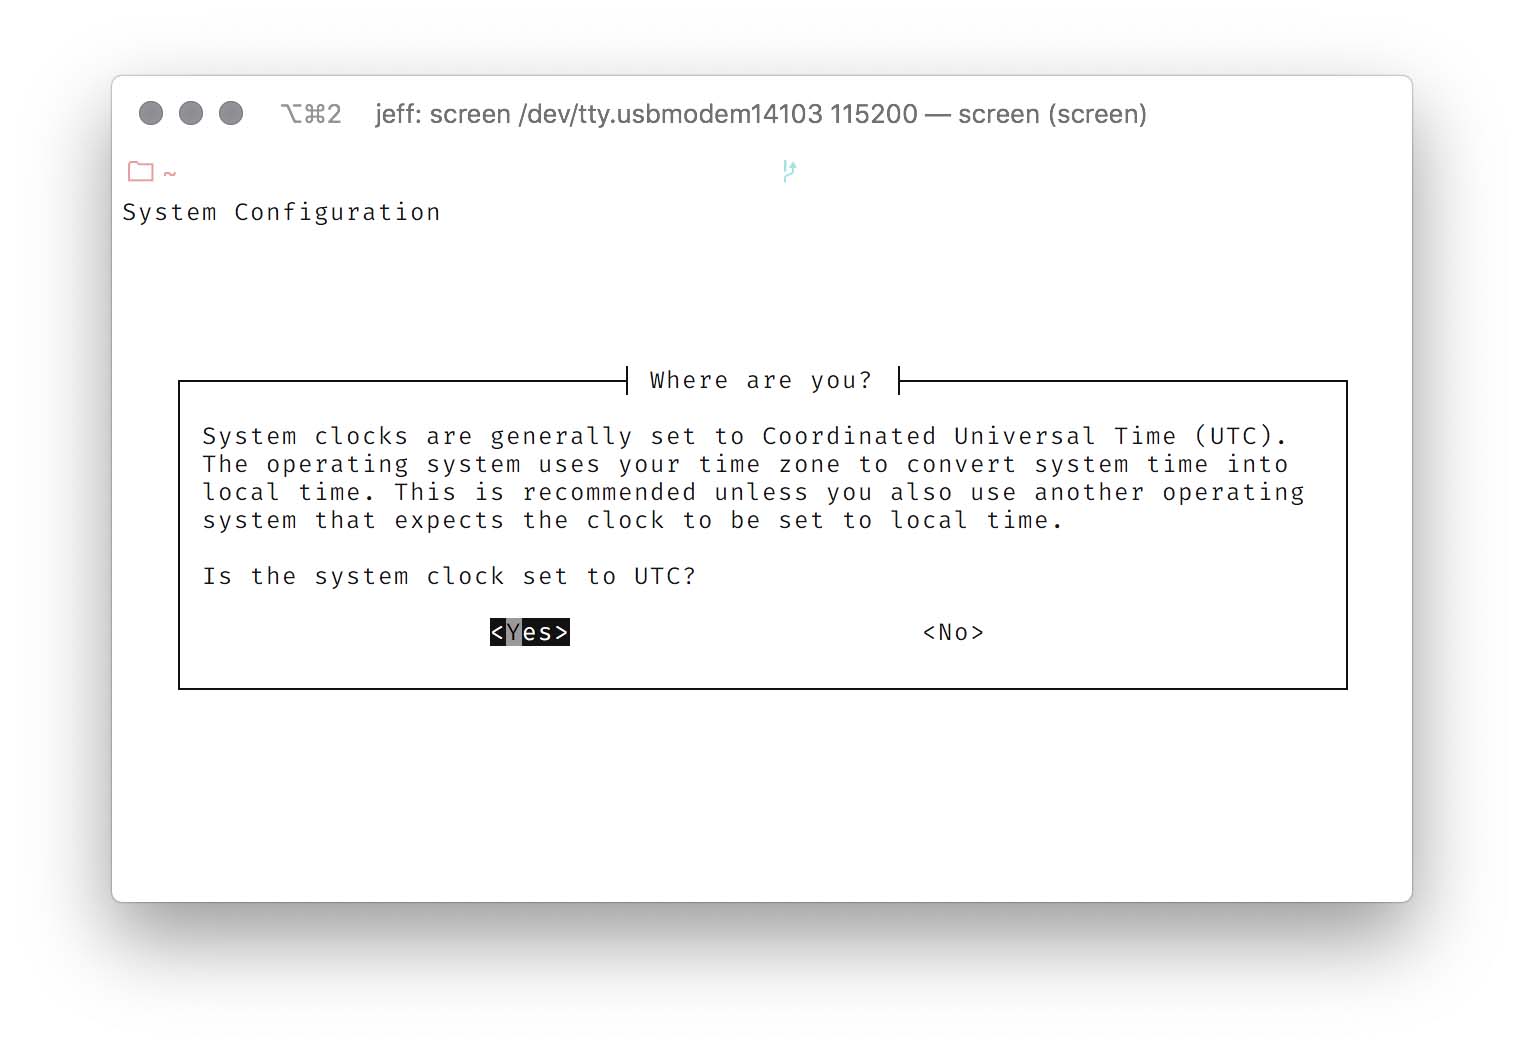 ⌥⌘2 jeff: screen /dev/tty.usbmodem14103 115200 — screen (screen)
~
System Configuration
Where are you?
System clocks are generally set to Coordinated Universal Time (UTC).
The operating system uses your time zone to convert system time into
local time. This is recommended unless you also use another operating
system that expects the clock to be set to local time.
Is the system clock set to UTC?
<Yes> <No>